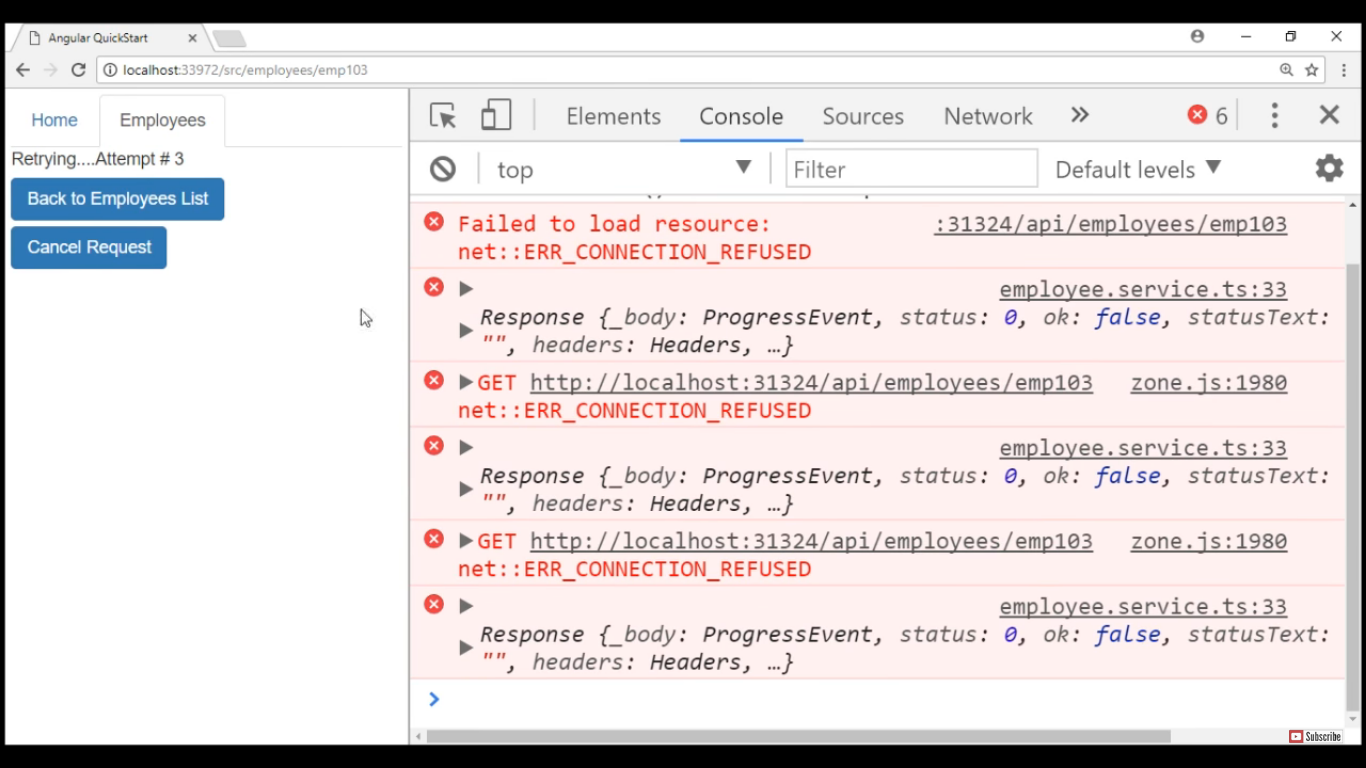 Angular QuickStart
localhost:33972/src/employees/emp103
Home Employees
Retrying....Attempt # 3
Back to Employees List
Cancel Request
Elements Console Sources Network » 6
top Filter Default levels
Failed to load resource: :31324/api/employees/emp103
net::ERR_CONNECTION_REFUSED
employee.service.ts:33
Response {_body: ProgressEvent, status: 0, ok: false, statusText:
"", headers: Headers, …}
GET http://localhost:31324/api/employees/emp103 zone.js:1980
net::ERR_CONNECTION_REFUSED
employee.service.ts:33
Response {_body: ProgressEvent, status: 0, ok: false, statusText:
"", headers: Headers, …}
GET http://localhost:31324/api/employees/emp103 zone.js:1980
net::ERR_CONNECTION_REFUSED
employee.service.ts:33
Response {_body: ProgressEvent, status: 0, ok: false, statusText:
"", headers: Headers, …}
Subscribe